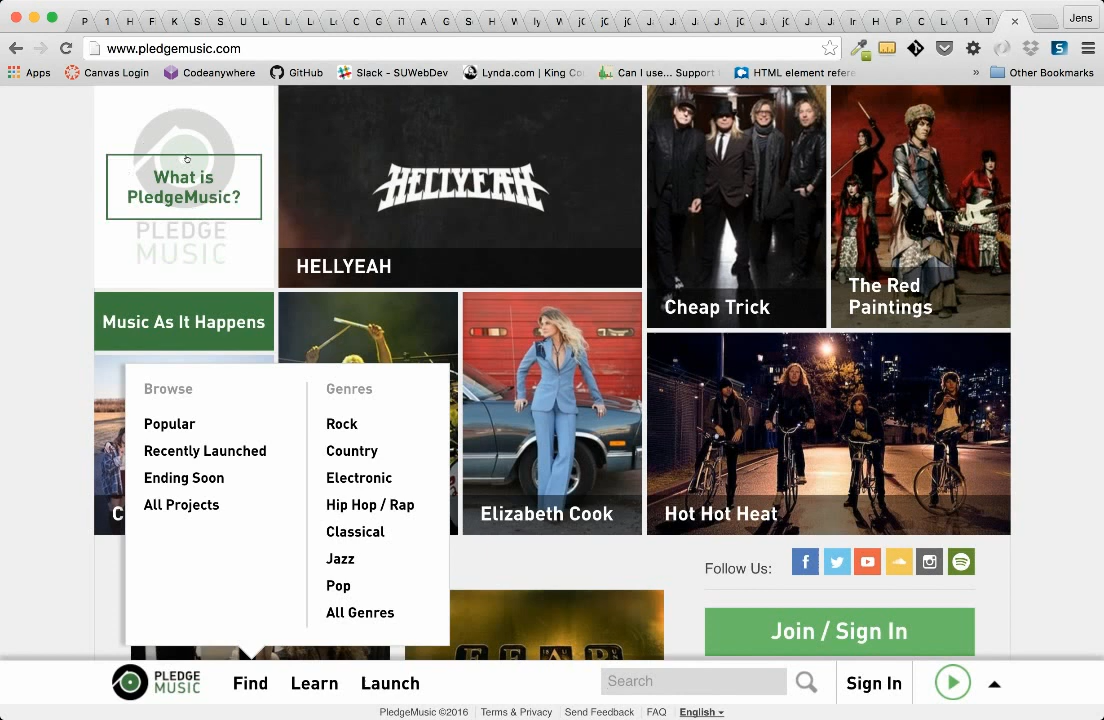 Jens
www.pledgemusic.com
Apps
Canvas Login
Codeanywhere
GitHub
Slack - SUWebDev
Lynda.com | King Co
Can I use... Support
HTML element refere
»
Other Bookmarks
What is
PledgeMusic?
PLEDGE
MUSIC
HELLYEAH
HELLYEAH
Cheap Trick
The Red
Paintings
Music As It Happens
Elizabeth Cook
Hot Hot Heat
Browse
Popular
Recently Launched
Ending Soon
All Projects
Genres
Rock
Country
Electronic
Hip Hop / Rap
Classical
Jazz
Pop
All Genres
Follow Us:
Join / Sign In
PLEDGE
MUSIC
Find
Learn
Launch
Search
Sign In
PledgeMusic ©2016
Terms & Privacy
Send Feedback
FAQ
English